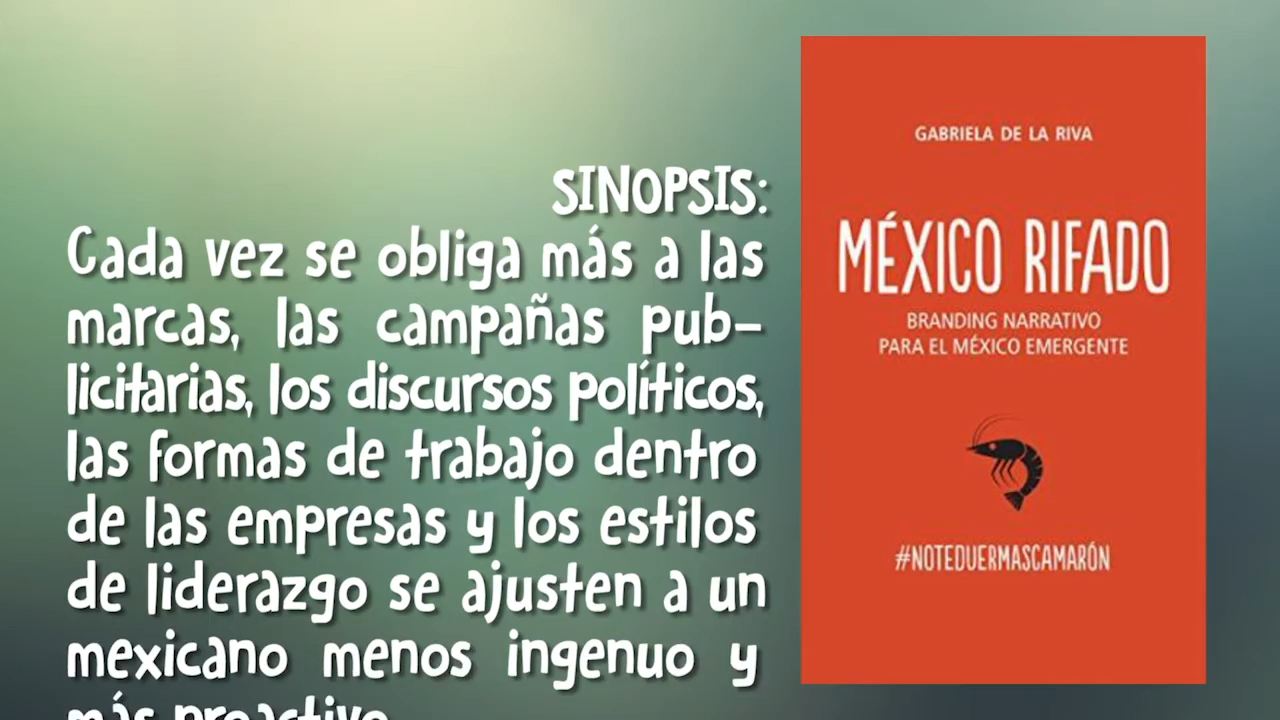 SINOPSIS:
Cada vez se obliga más a las
marcas, las campañas pub-
licitarias, los discursos políticos,
las formas de trabajo dentro
de las empresas y los estilos
de liderazgo se ajusten a un
mexicano menos ingenuo y
más proactivo
GABRIELA DE LA RIVA
MÉXICO RIFADO
BRANDING NARRATIVO
PARA EL MÉXICO EMERGENTE
#NOTEDUERMASCAMARÓN